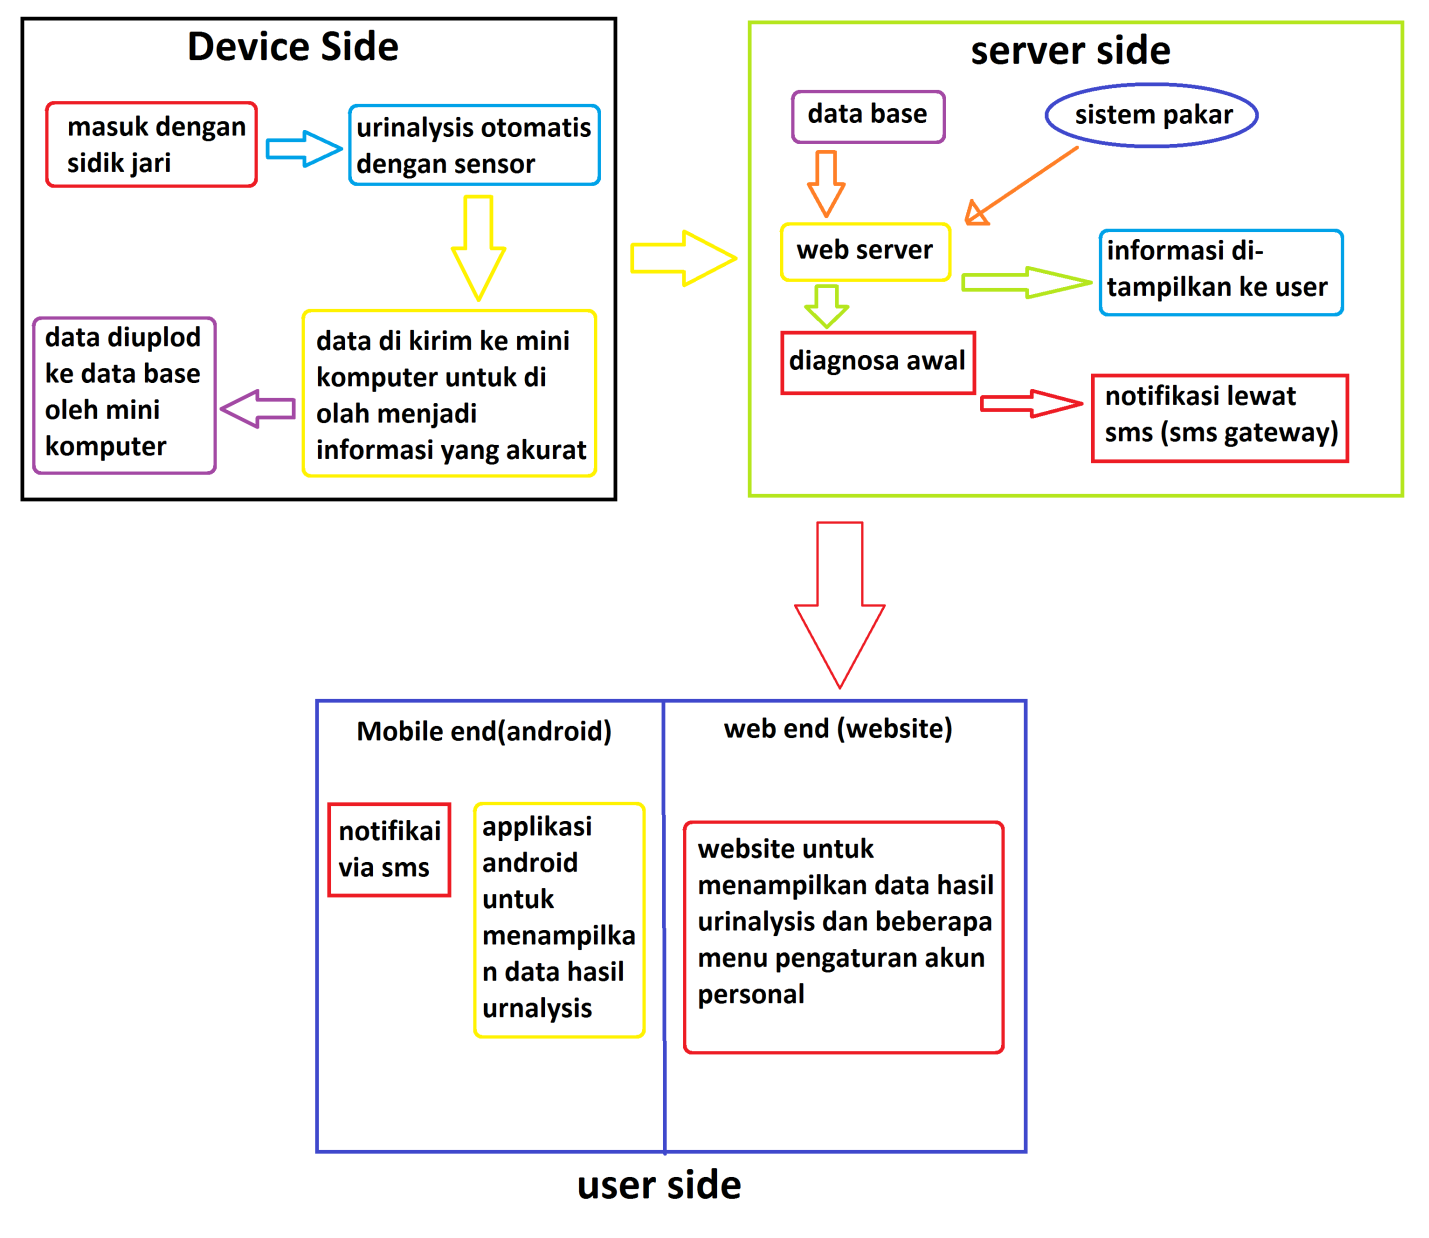 Device Side
masuk dengan
sidik jari
urinalysis otomatis
dengan sensor
data di kirim ke mini
komputer untuk di
olah menjadi
informasi yang akurat
data diuplod
ke data base
oleh mini
komputer
server side
data base
sistem pakar
web server
informasi di-
tampilkan ke user
diagnosa awal
notifikasi lewat
sms (sms gateway)
Mobile end(android)
notifikai
via sms
applikasi
android
untuk
menampilka
n data hasil
urnalysis
web end (website)
website untuk
menampilkan data hasil
urinalysis dan beberapa
menu pengaturan akun
personal
user side